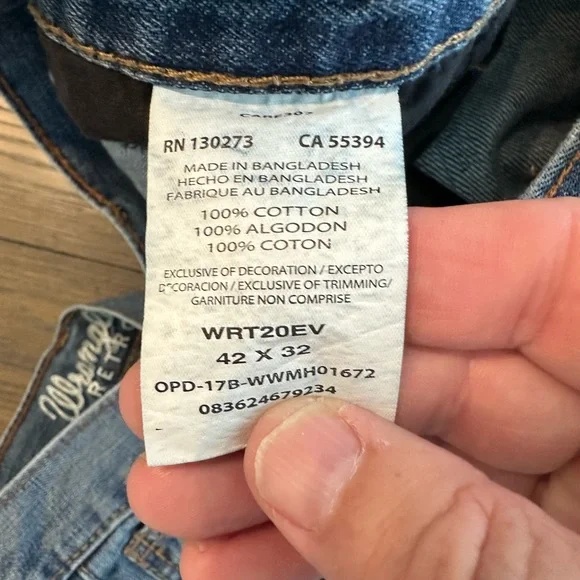 RN 130273 CA 55394
MADE IN BANGLADESH
HECHO EN BANGLADESH
FABRIQUE AU BANGLADESH
100% COTTON
100% ALGODON
100% COTON
EXCLUSIVE OF DECORATION / EXCEPTO
DECORACION / EXCLUSIVE OF TRIMMING/
GARNITURE NON COMPRISE
WRT20EV
42 X 32
OPD-17B-WWMH01672
083624679234